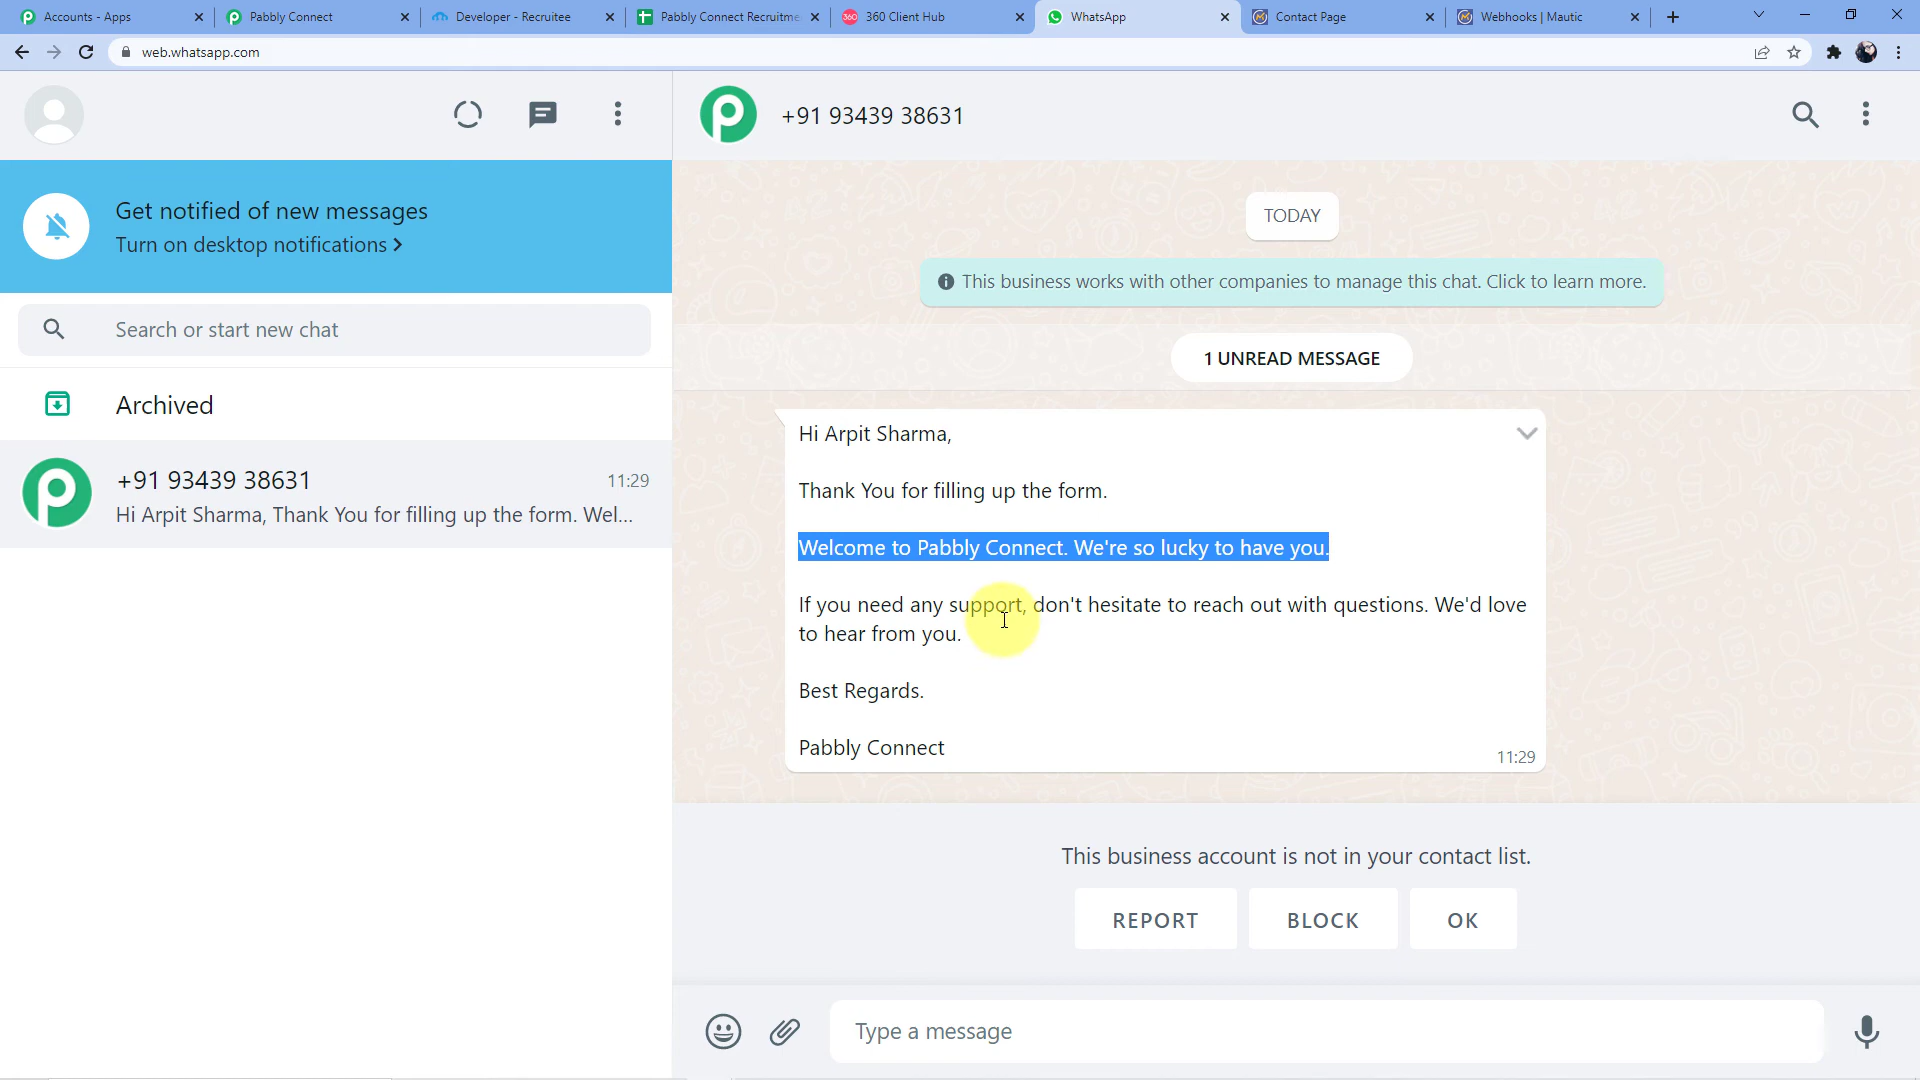 Accounts - Apps
Pabbly Connect
Developer - Recruitee
Pabbly Connect Recruitme
360 Client Hub
WhatsApp
Contact Page
Webhooks | Mautic
web.whatsapp.com
+91 93439 38631
Get notified of new messages
Turn on desktop notifications >
Search or start new chat
Archived
+91 93439 38631
11:29
Hi Arpit Sharma, Thank You for filling up the form. Wel...
TODAY
This business works with other companies to manage this chat. Click to learn more.
1 UNREAD MESSAGE
Hi Arpit Sharma,
Thank You for filling up the form.
Welcome to Pabbly Connect. We're so lucky to have you.
If you need any support, don't hesitate to reach out with questions. We'd love
to hear from you.
Best Regards.
Pabbly Connect
11:29
This business account is not in your contact list.
REPORT
BLOCK
OK
Type a message